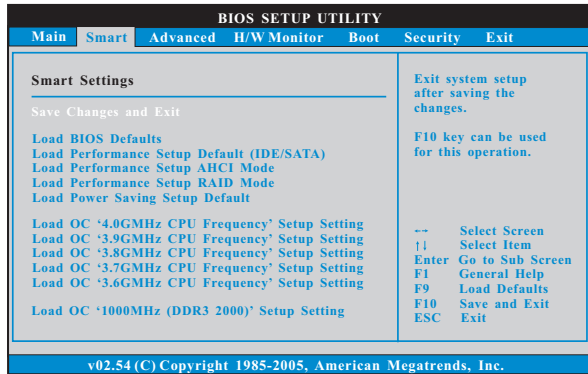 BIOS SETUP UTILITY
Main Smart Advanced H/W Monitor Boot Security Exit
Smart Settings
Save Changes and Exit
Load BIOS Defaults
Load Performance Setup Default (IDE/SATA)
Load Performance Setup AHCI Mode
Load Performance Setup RAID Mode
Load Power Saving Setup Default
Load OC ‘4.0GMHz CPU Frequency’ Setup Setting
Load OC ‘3.9GMHz CPU Frequency’ Setup Setting
Load OC ‘3.8GMHz CPU Frequency’ Setup Setting
Load OC ‘3.7GMHz CPU Frequency’ Setup Setting
Load OC ‘3.6GMHz CPU Frequency’ Setup Setting
Load OC ‘1000MHz (DDR3 2000)’ Setup Setting
Exit system setup
after saving the
changes.
F10 key can be used
for this operation.
←→ Select Screen
↑↓ Select Item
Enter Go to Sub Screen
F1 General Help
F9 Load Defaults
F10 Save and Exit
ESC Exit
v02.54 (C) Copyright 1985-2005, American Megatrends, Inc.